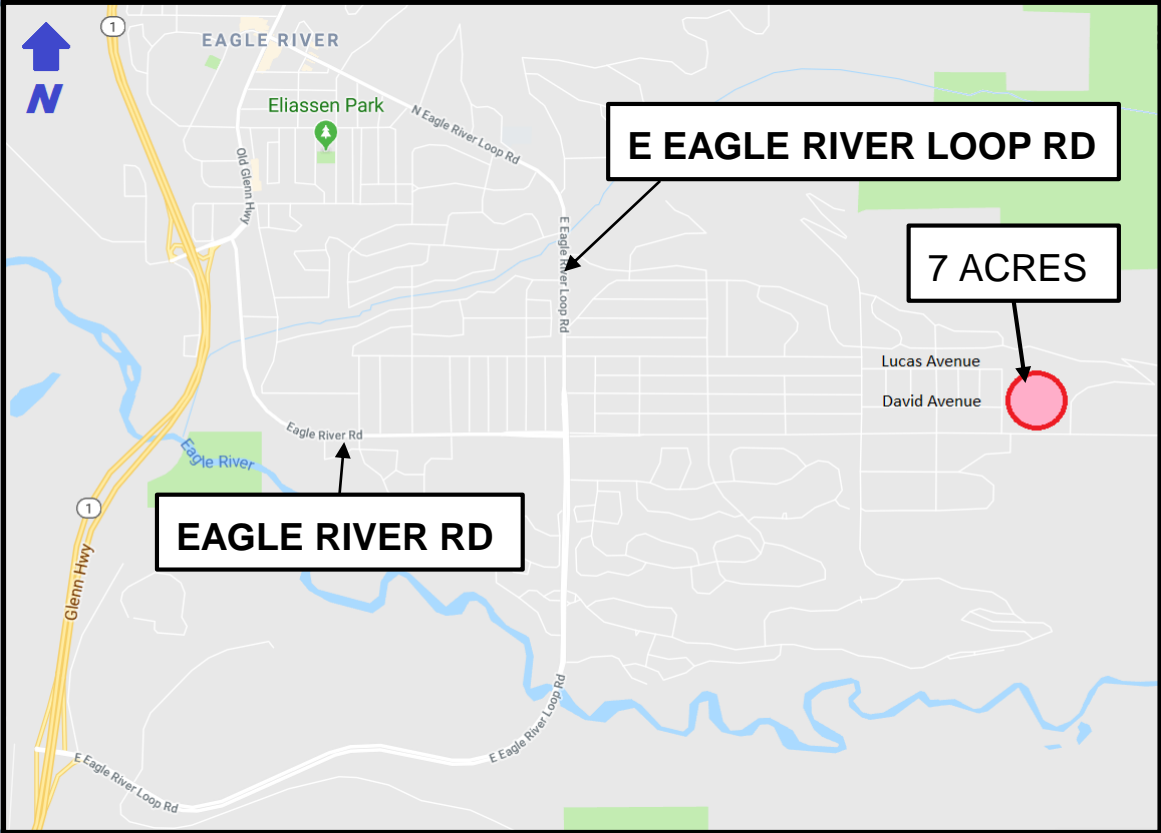 1
EAGLE RIVER
N
Eliassen Park
N Eagle River Loop Rd
E EAGLE RIVER LOOP RD
Old Glenn Hwy
E Eagle River Loop Rd
7 ACRES
Lucas Avenue
David Avenue
Eagle River Rd
Eagle River
1
EAGLE RIVER RD
Glenn Hwy
E Eagle River Loop Rd
E Eagle River Loop Rd